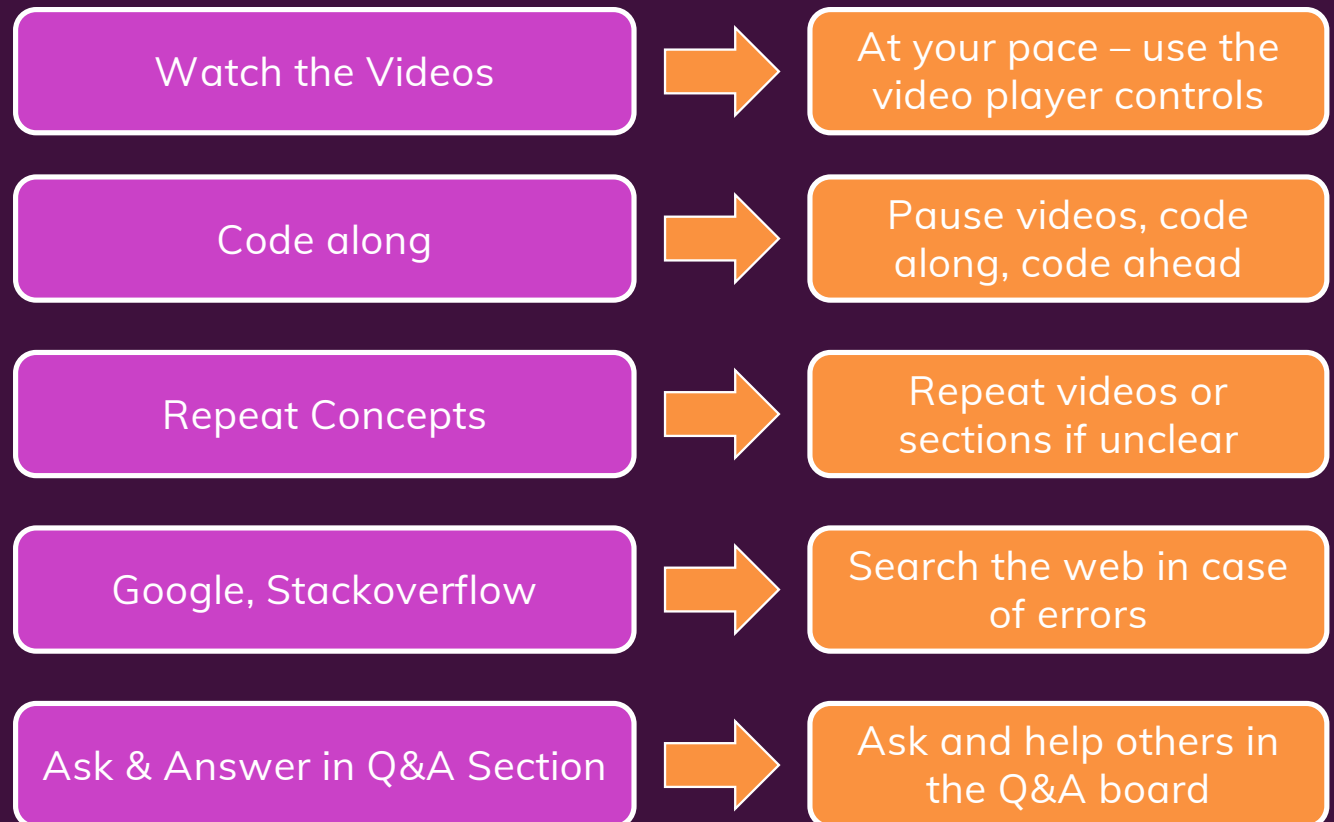 Watch the Videos
At your pace – use the
video player controls
Code along
Pause videos, code
along, code ahead
Repeat Concepts
Repeat videos or
sections if unclear
Google, Stackoverflow
Search the web in case
of errors
Ask & Answer in Q&A Section
Ask and help others in
the Q&A board